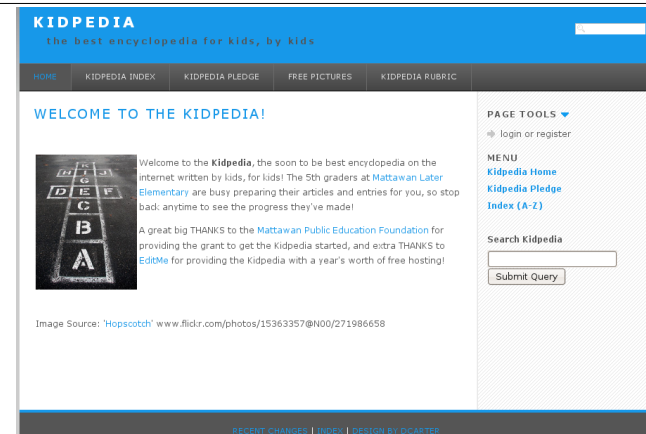 KIDPEDIA
the best encyclopedia for kids, by kids
HOME KIDPEDIA INDEX KIDPEDIA PLEDGE FREE PICTURES KIDPEDIA RUBRIC
WELCOME TO THE KIDPEDIA!
H I J
G
D E F
C
B
A
Welcome to the Kidpedia, the soon to be best encyclopedia on the
internet written by kids, for kids! The 5th graders at Mattawan Later
Elementary are busy preparing their articles and entries for you, so stop
back anytime to see the progress they've made!
A great big THANKS to the Mattawan Public Education Foundation for
providing the grant to get the Kidpedia started, and extra THANKS to
EditMe for providing the Kidpedia with a year's worth of free hosting!
Image Source: 'Hopscotch' www.flickr.com/photos/15363357@N00/271986658
PAGE TOOLS
login or register
MENU
Kidpedia Home
Kidpedia Pledge
Index (A-Z)
Search Kidpedia
Submit Query
RECENT CHANGES | INDEX | DESIGN BY DCARTER